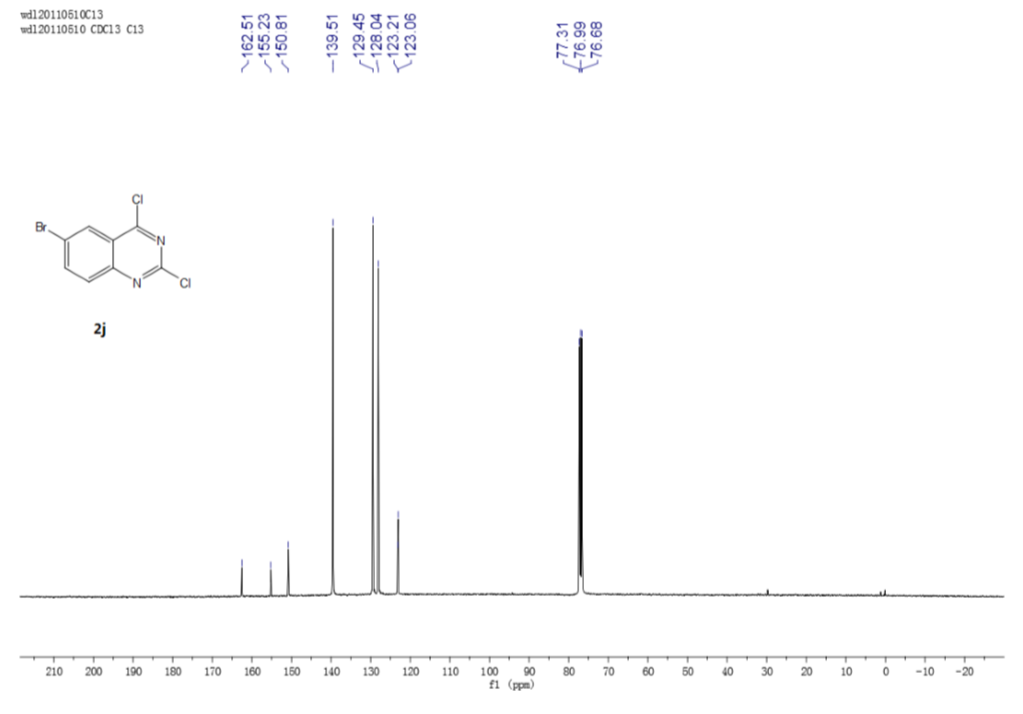 wdl20110510C13
wdl20110510 CDCl3 C13
162.51
155.23
150.81
139.51
129.45
128.04
123.21
123.06
77.31
76.99
76.68
Cl
Br
N
N
Cl
2j
210 200 190 180 170 160 150 140 130 120 110 100 90 80 70 60 50 40 30 20 10 0 -10 -20
f1 (ppm)